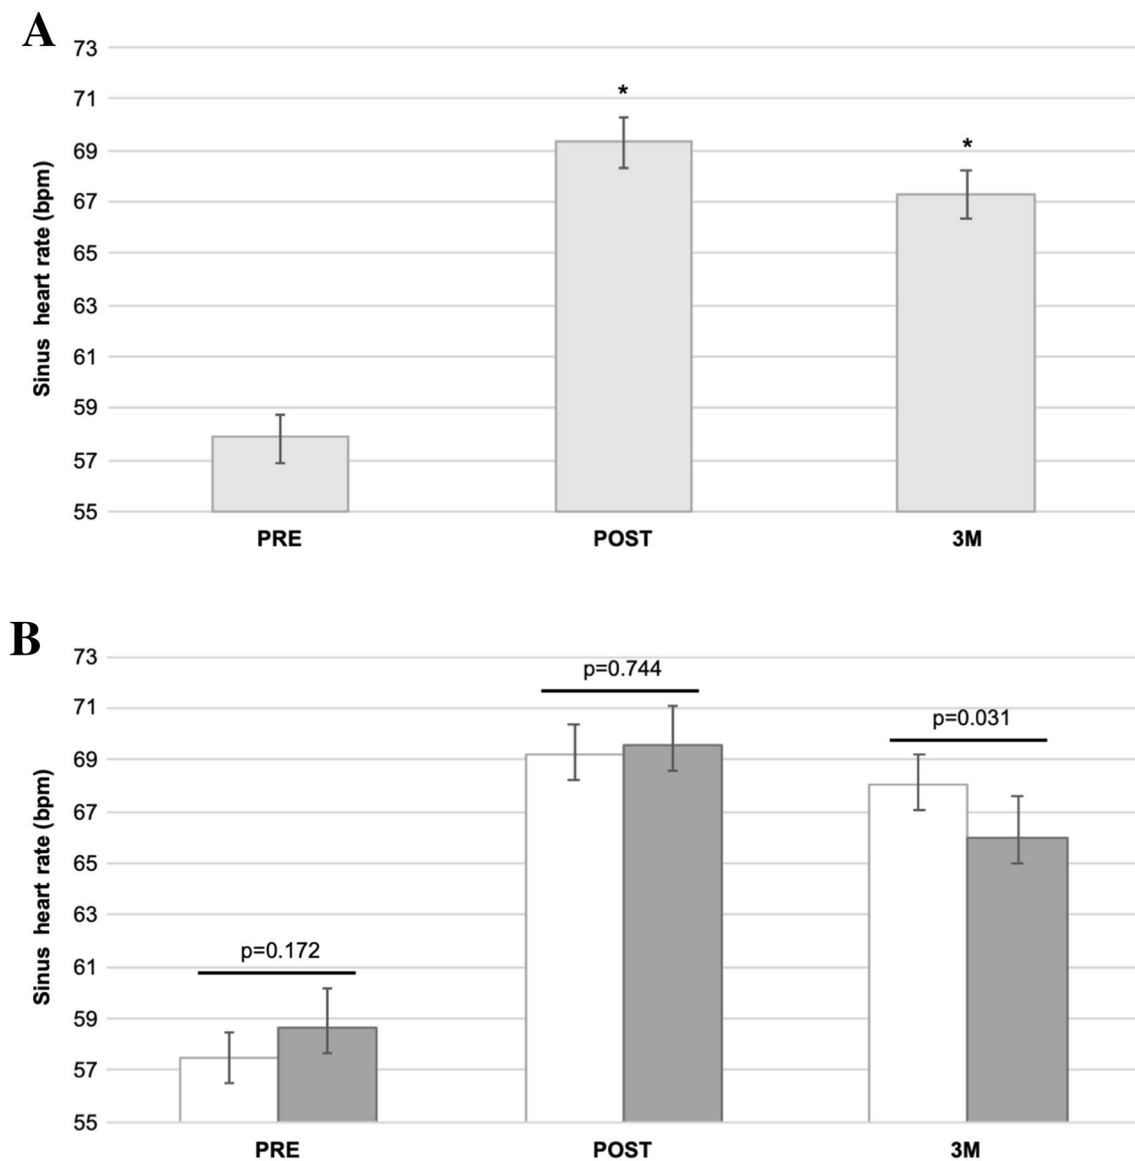 A
73
71
69
67
65
63
61
59
57
55
Sinus heart rate (bpm)
*
*
PRE
POST
3M
B
73
71
69
67
65
63
61
59
57
55
Sinus heart rate (bpm)
p=0.172
p=0.744
p=0.031
PRE
POST
3M